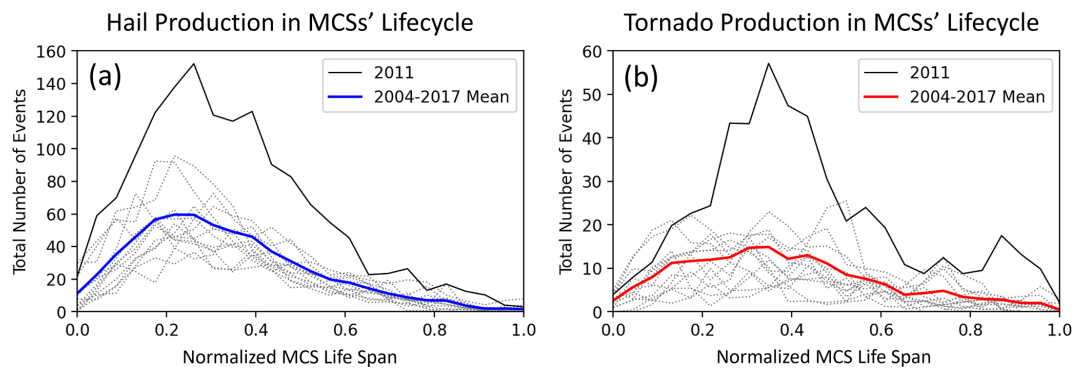 Hail Production in MCSs’ Lifecycle
160
140
120
100
80
60
40
20
0
Total Number of Events
(a)
2011
2004-2017 Mean
0.0 0.2 0.4 0.6 0.8 1.0
Normalized MCS Life Span
Tornado Production in MCSs’ Lifecycle
60
50
40
30
20
10
0
Total Number of Events
(b)
2011
2004-2017 Mean
0.0 0.2 0.4 0.6 0.8 1.0
Normalized MCS Life Span